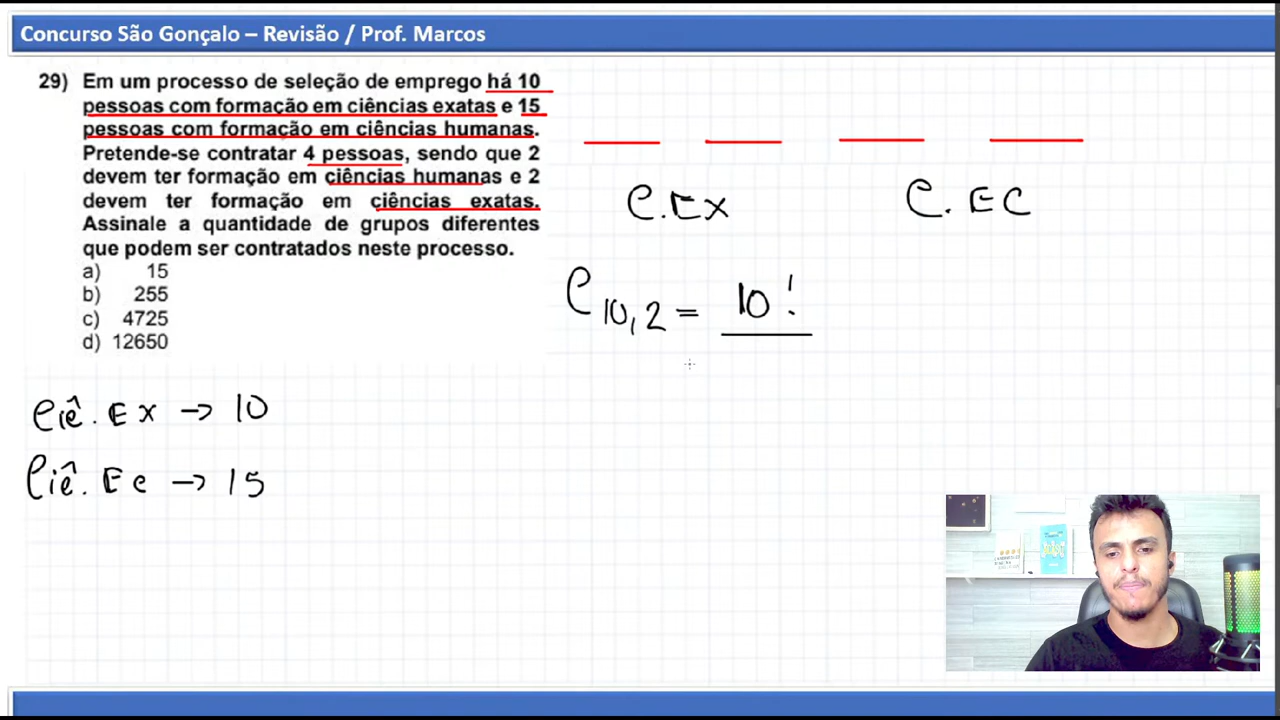 Concurso São Gonçalo – Revisão / Prof. Marcos
29) Em um processo de seleção de emprego há 10
pessoas com formação em ciências exatas e 15
pessoas com formação em ciências humanas.
Pretende-se contratar 4 pessoas, sendo que 2
devem ter formação em ciências humanas e 2
devem ter formação em ciências exatas.
Assinale a quantidade de grupos diferentes
que podem ser contratados neste processo.
a) 15
b) 255
c) 4725
d) 12650
C.Ex
C.EC
C10,2 = 10!
Ciê. Ex → 10
Ciê. Ec → 15